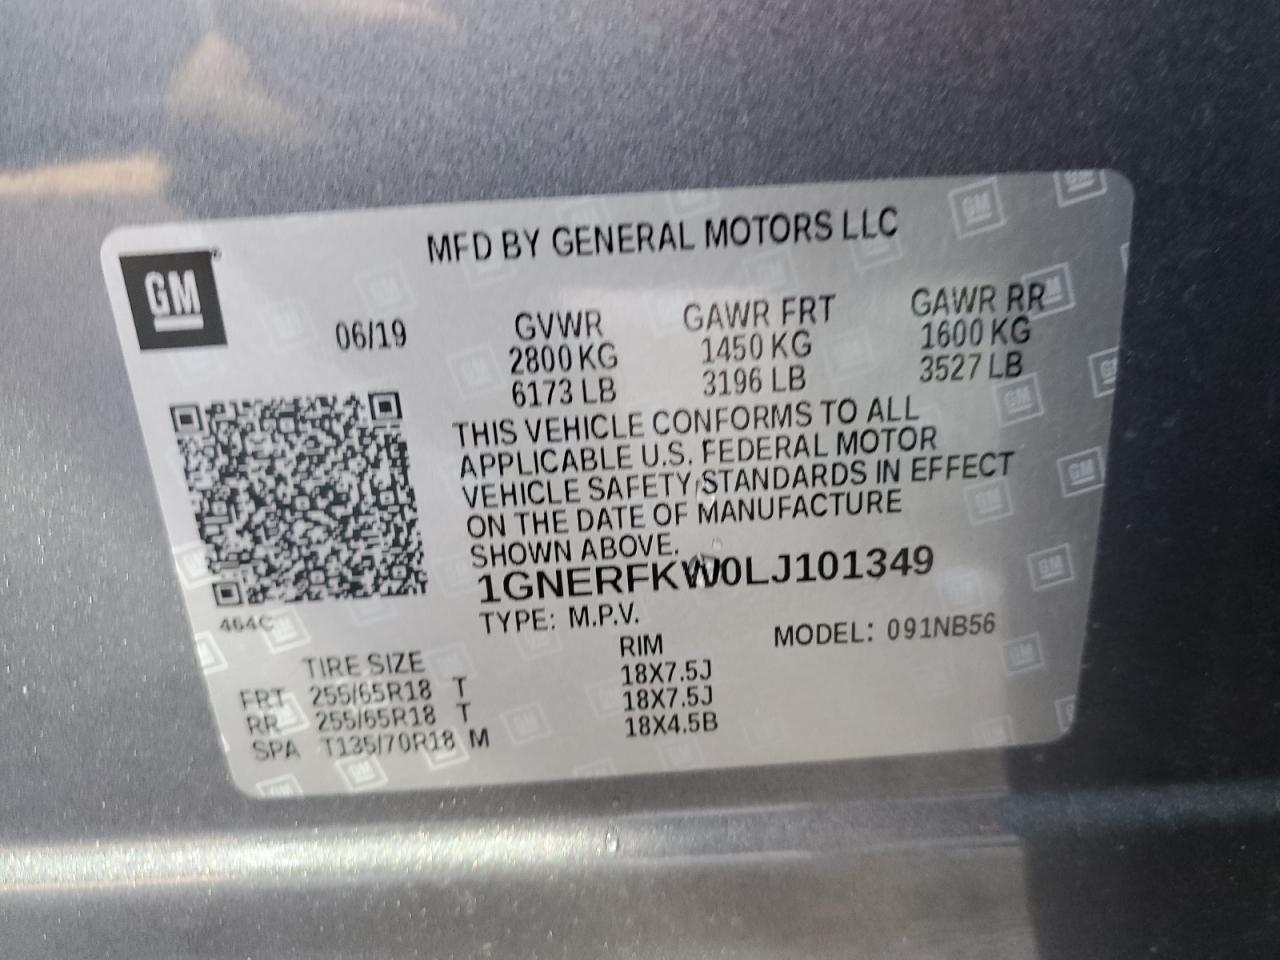 MFD BY GENERAL MOTORS LLC
GM
06/19 GVWR GAWR FRT GAWR RR
2800 KG 1450 KG 1600 KG
6173 LB 3196 LB 3527 LB
THIS VEHICLE CONFORMS TO ALL
APPLICABLE U.S. FEDERAL MOTOR
VEHICLE SAFETY STANDARDS IN EFFECT
ON THE DATE OF MANUFACTURE
SHOWN ABOVE.
1GNERFKW0LJ101349
464C
TYPE: M.P.V. MODEL: 091NB56
TIRE SIZE RIM
FRT 255/65R18 T 18X7.5J
RR 255/65R18 T 18X7.5J
SPA T135/70R18 M 18X4.5B